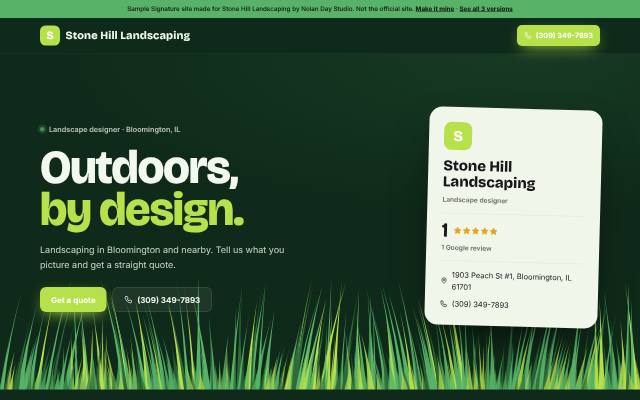 Sample Signature site made for Stone Hill Landscaping by Nolan Day Studio. Not the official site. Make it mine · See all 3 versions
S Stone Hill Landscaping
(309) 349-7893
Landscape designer · Bloomington, IL
Outdoors,
by design.
Landscaping in Bloomington and nearby. Tell us what you
picture and get a straight quote.
Get a quote
(309) 349-7893
S
Stone Hill
Landscaping
Landscape designer
1
1 Google review
1903 Peach St #1, Bloomington, IL
61701
(309) 349-7893